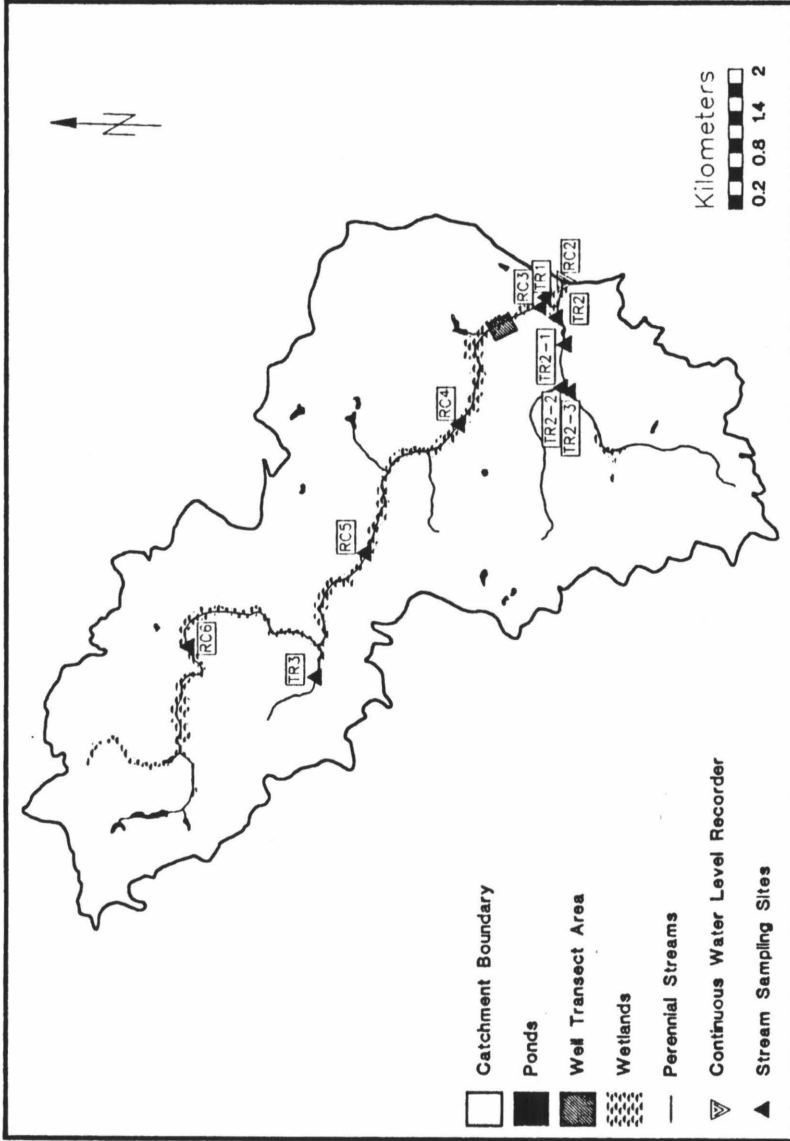 N
RC6
TR3
RC5
RC4
RC3
TR1
RC2
TR2
TR2-1
TR2-2
TR2-3
Catchment Boundary
Ponds
Well Transect Area
Wetlands
Perennial Streams
Continuous Water Level Recorder
Stream Sampling Sites
Kilometers
0.2 0.8 1.4 2